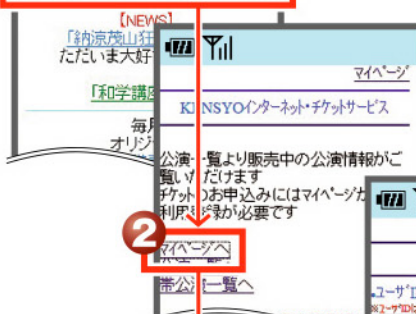 【NEWS】
「納涼茂山狂
ただいま大好
「和学講座
毎月
オリジ
マイページ
KENSYOインターネット・チケットサービス
公演一覧より販売中の公演情報がご
覧いただけます
チケットのお申込みにはマイページが
利用登録が必要です
2
マイページへ
公演一覧へ
ユーザID